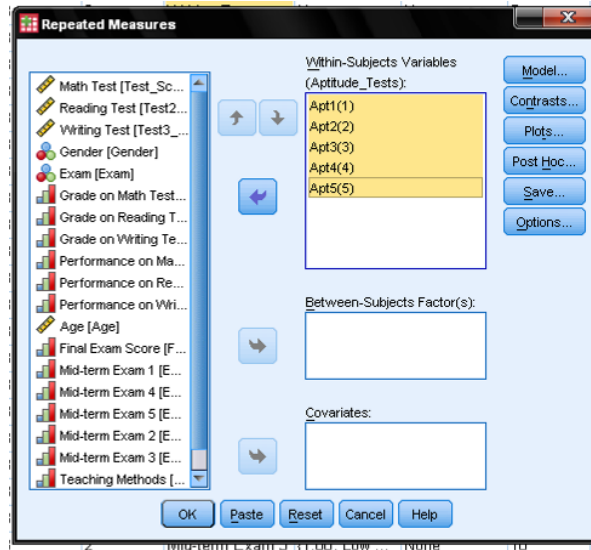 Repeated Measures
Math Test [Test_Sc...
Reading Test [Test2...
Writing Test [Test3_...
Gender [Gender]
Exam [Exam]
Grade on Math Test...
Grade on Reading T...
Grade on Writing Te...
Performance on Ma...
Performance on Re...
Performance on Wri...
Age [Age]
Final Exam Score [F...
Mid-term Exam 1 [E...
Mid-term Exam 4 [E...
Mid-term Exam 5 [E...
Mid-term Exam 2 [E...
Mid-term Exam 3 [E...
Teaching Methods [...
Within-Subjects Variables
(Aptitude_Tests):
Apt1(1)
Apt2(2)
Apt3(3)
Apt4(4)
Apt5(5)
Between-Subjects Factor(s):
Covariates:
Model...
Contrasts...
Plots...
Post Hoc...
Save...
Options...
OK
Paste
Reset
Cancel
Help